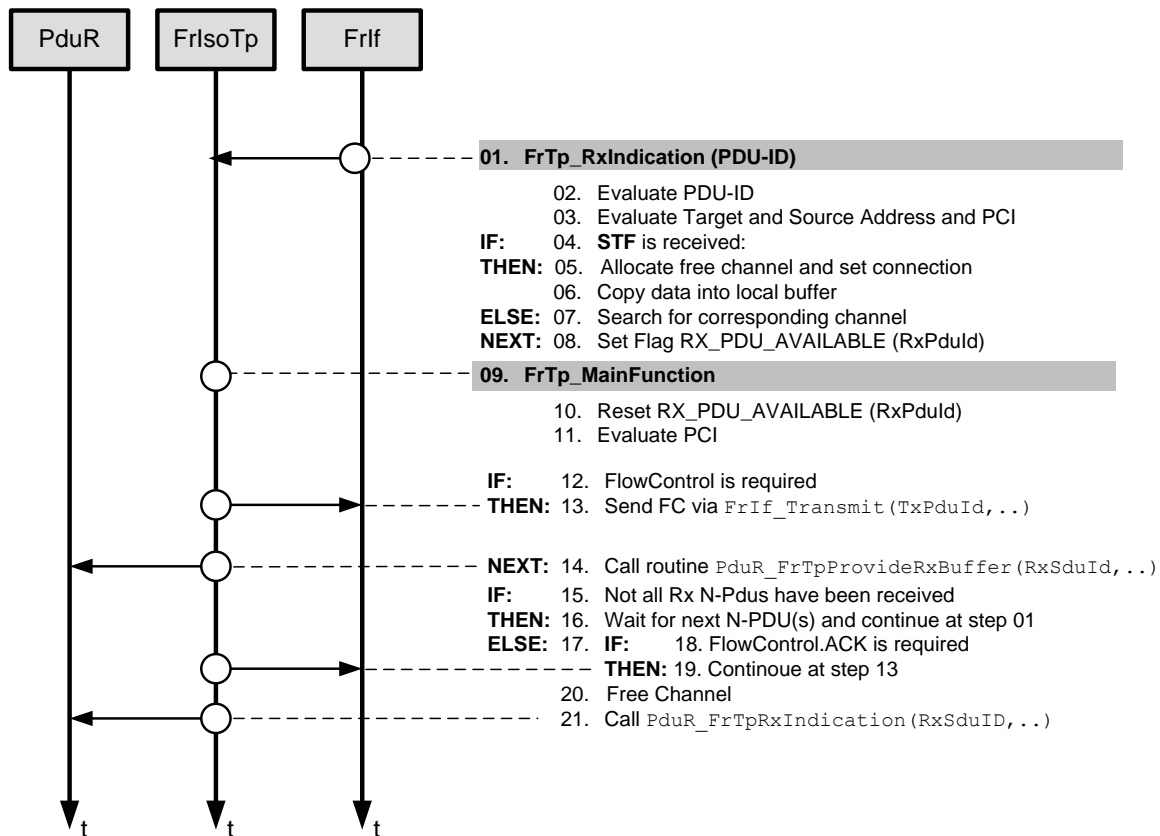 PduR FrIsoTp FrIf
01. FrTp_RxIndication (PDU-ID)
02. Evaluate PDU-ID
03. Evaluate Target and Source Address and PCI
IF: 04. STF is received:
THEN: 05. Allocate free channel and set connection
06. Copy data into local buffer
ELSE: 07. Search for corresponding channel
NEXT: 08. Set Flag RX_PDU_AVAILABLE (RxPduId)
09. FrTp_MainFunction
10. Reset RX_PDU_AVAILABLE (RxPduId)
11. Evaluate PCI
IF: 12. FlowControl is required
THEN: 13. Send FC via FrIf_Transmit(TxPduId,..)
NEXT: 14. Call routine PduR_FrTpProvideRxBuffer(RxSduId,..)
IF: 15. Not all Rx N-Pdus have been received
THEN: 16. Wait for next N-PDU(s) and continue at step 01
ELSE: 17. IF: 18. FlowControl.ACK is required
THEN: 19. Continoue at step 13
20. Free Channel
21. Call PduR_FrTpRxIndication(RxSduID,..)
t t t